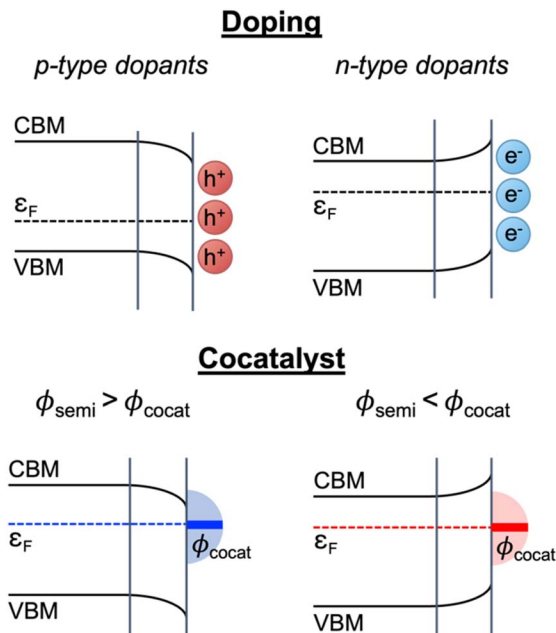 Doping
p-type dopants
n-type dopants
CBM
εF
VBM
h⁺
h⁺
h⁺
CBM
εF
VBM
e⁻
e⁻
e⁻
Cocatalyst
ϕsemi > ϕcocat
ϕsemi < ϕcocat
CBM
εF
VBM
ϕcocat
CBM
εF
VBM
ϕcocat